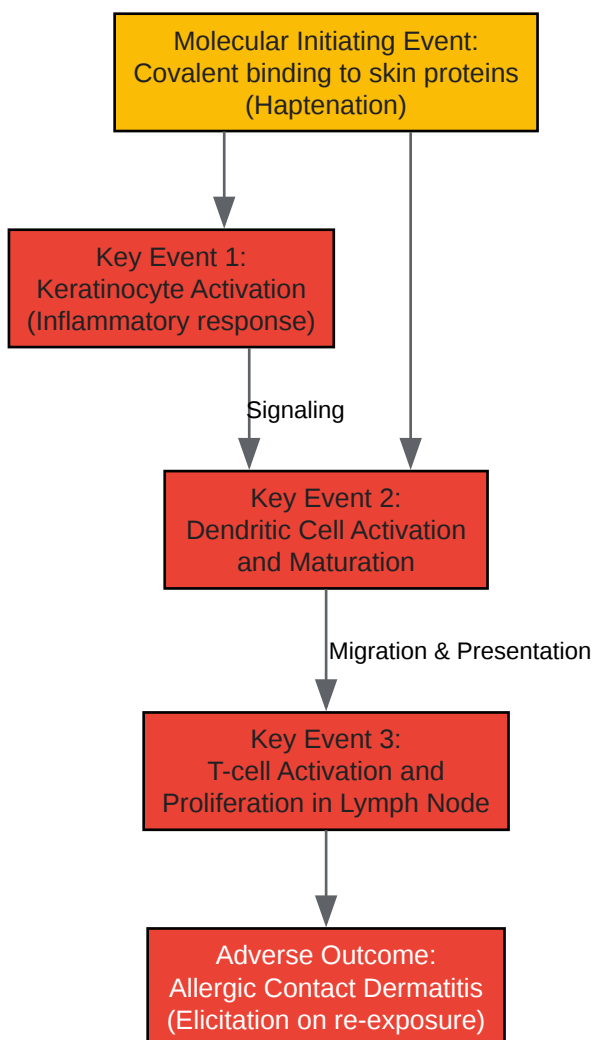 Molecular Initiating Event:
Covalent binding to skin proteins
(Haptenation)
Key Event 1:
Keratinocyte Activation
(Inflammatory response)
Signaling
Key Event 2:
Dendritic Cell Activation
and Maturation
Migration & Presentation
Key Event 3:
T-cell Activation and
Proliferation in Lymph Node
Adverse Outcome:
Allergic Contact Dermatitis
(Elicitation on re-exposure)